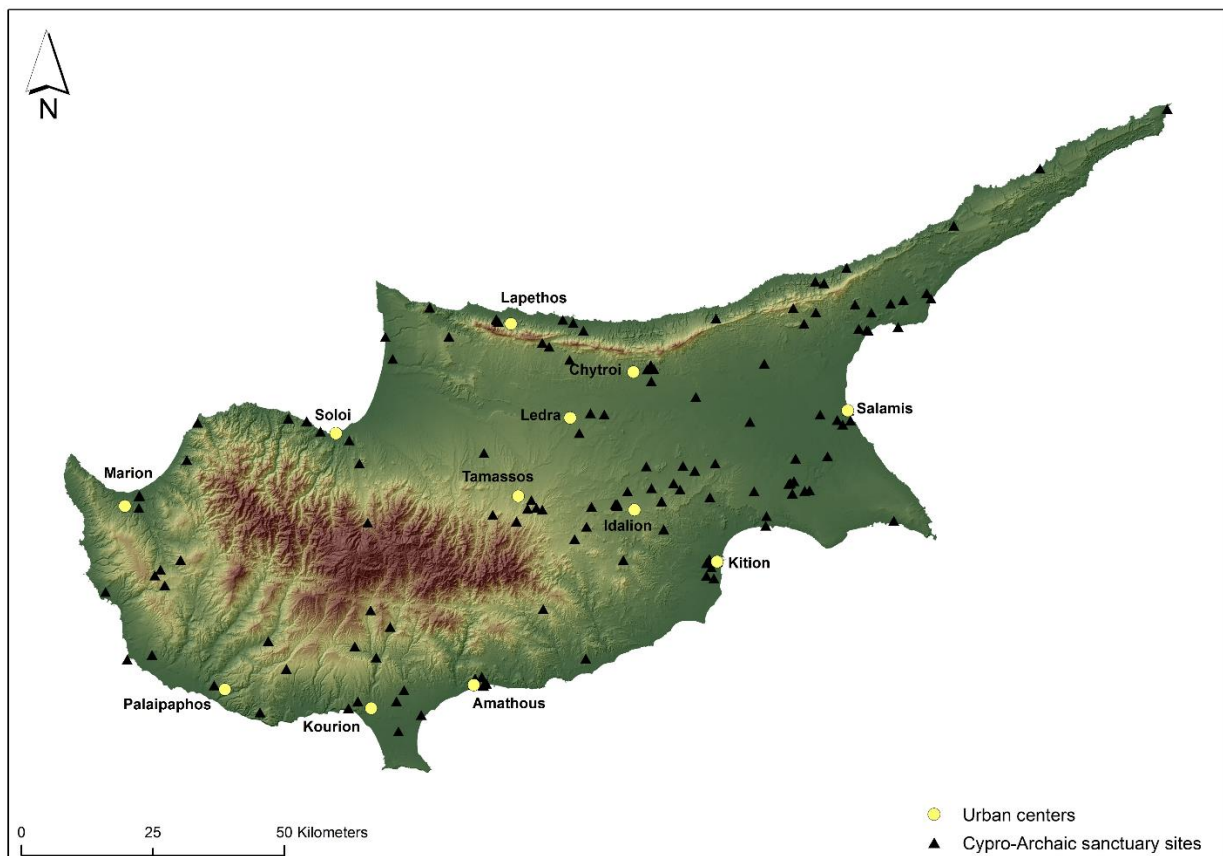 N
Lapethos
Chytroi
Ledra
Salamis
Soloi
Marion
Tamassos
Idalion
Kition
Palaipaphos
Kourion
Amathous
0 25 50 Kilometers
Urban centers
Cypro-Archaic sanctuary sites